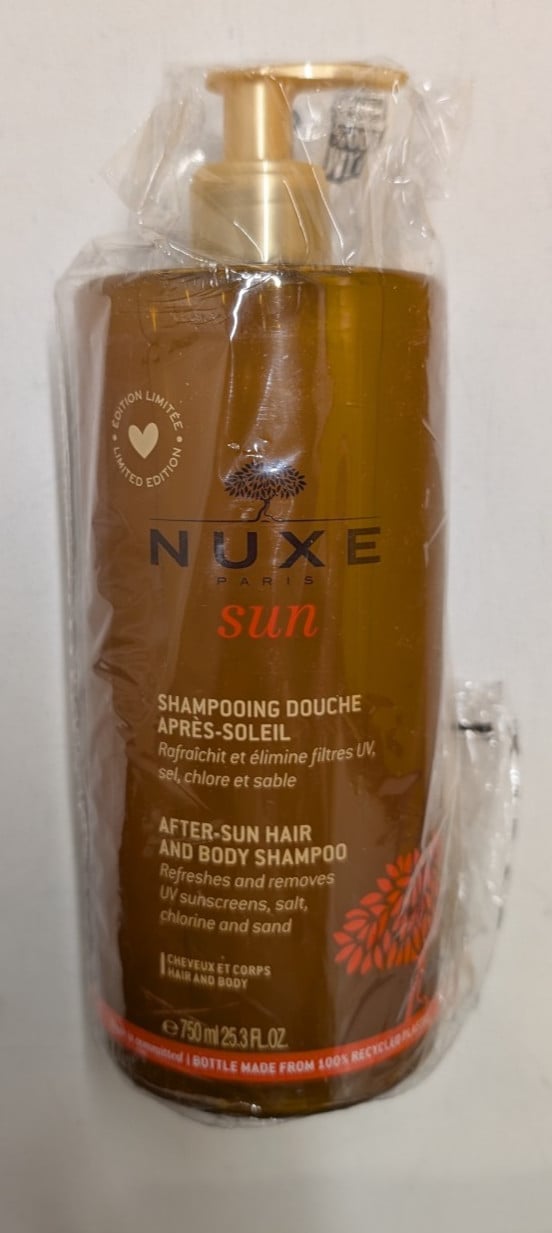 ÉDITION LIMITÉE
LIMITED EDITION
NUXE
PARIS
sun
SHAMPOOING DOUCHE
APRÈS-SOLEIL
Rafraîchit et élimine filtres UV,
sel, chlore et sable
AFTER-SUN HAIR
AND BODY SHAMPOO
Refreshes and removes
UV sunscreens, salt,
chlorine and sand
CHEVEUX ET CORPS
HAIR AND BODY
℮ 750 ml 25.3 FL.OZ.
committed | BOTTLE MADE FROM 100% RECYCLED